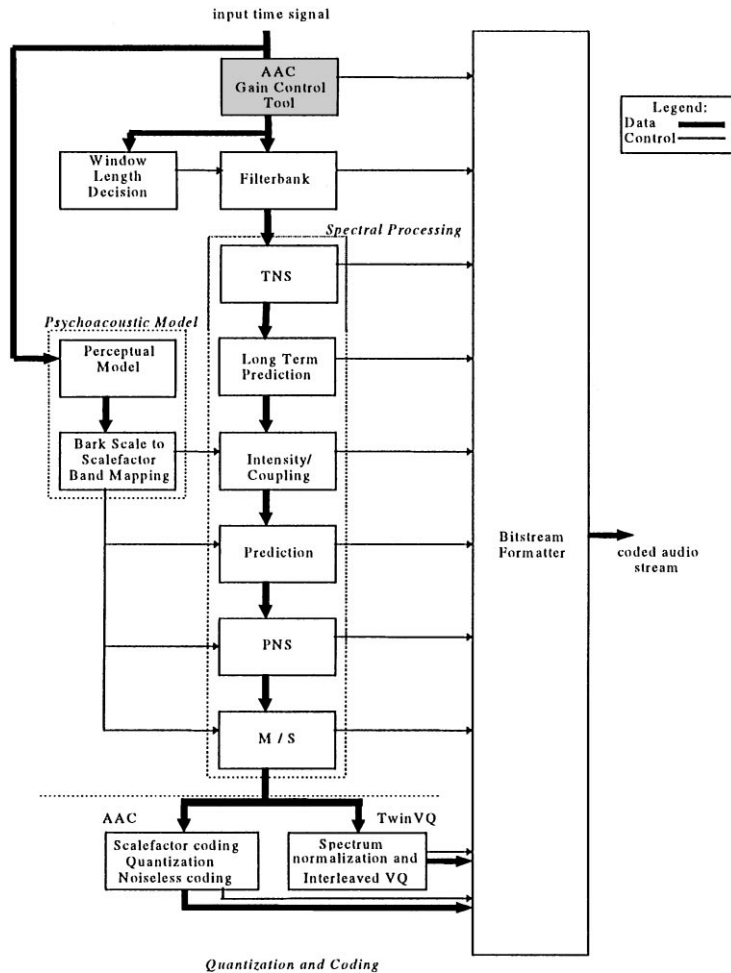 input time signal
AAC
Gain Control
Tool
Legend:
Data
Control
Window
Length
Decision
Filterbank
Spectral Processing
TNS
Psychoacoustic Model
Perceptual
Model
Long Term
Prediction
Bark Scale to
Scalefactor
Band Mapping
Intensity/
Coupling
Prediction
Bitstream
Formatter
coded audio
stream
PNS
M / S
AAC
TwinVQ
Scalefactor coding
Quantization
Noiseless coding
Spectrum
normalization and
Interleaved VQ
Quantization and Coding